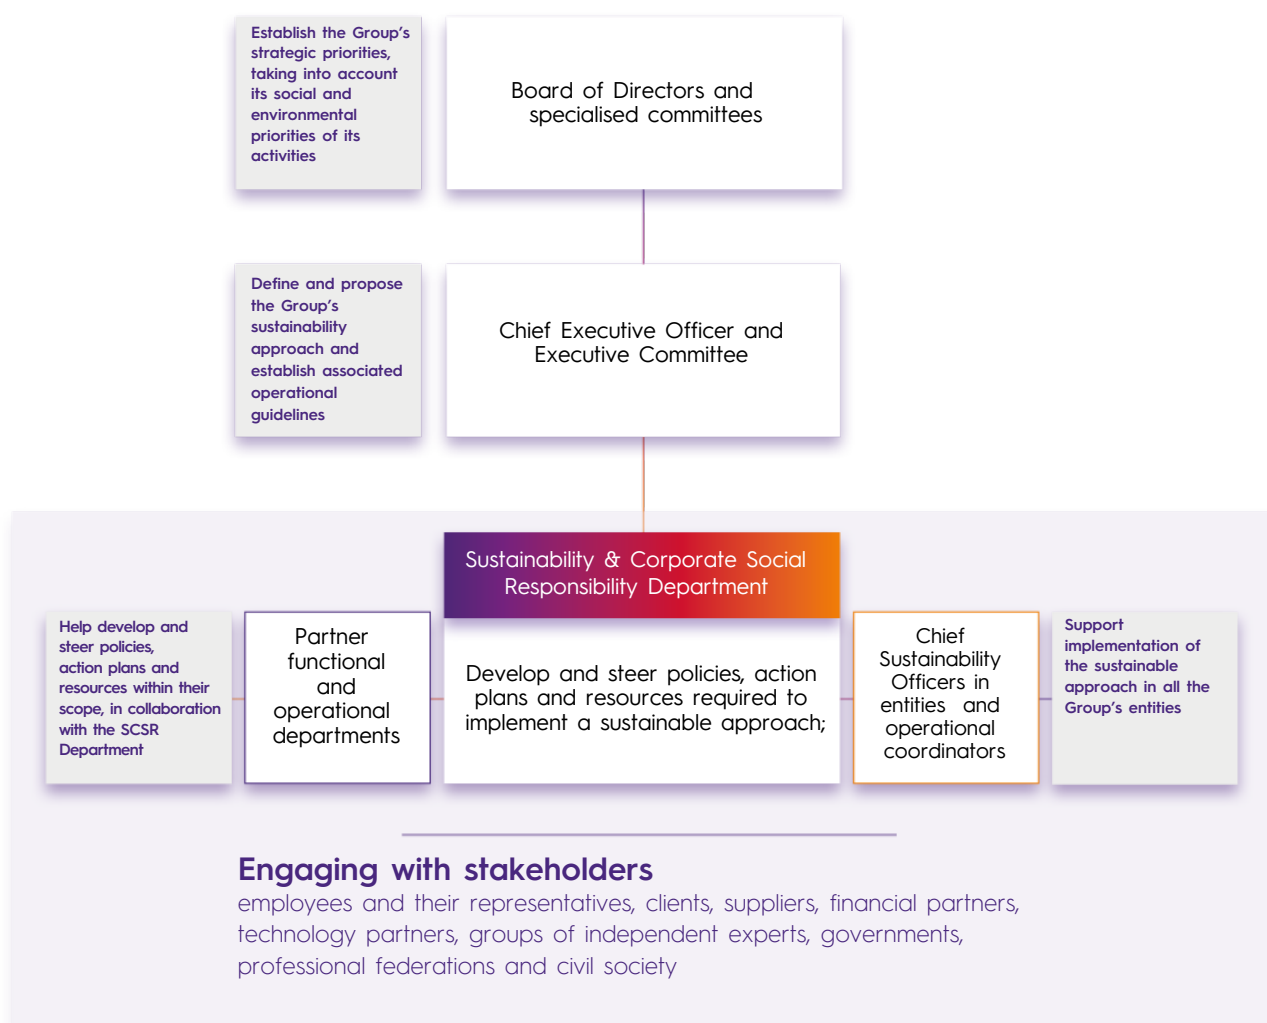 Establish the Group's
strategic priorities,
taking into account
its social and
environmental
priorities of its
activities
Board of Directors and
specialised committees
Define and propose
the Group's
sustainability
approach and
establish associated
operational
guidelines
Chief Executive Officer and
Executive Committee
Sustainability & Corporate Social
Responsibility Department
Help develop and
steer policies,
action plans and
resources within their
scope, in collaboration
with the SCSR
Department
Partner
functional
and
operational
departments
Develop and steer policies, action
plans and resources required to
implement a sustainable approach;
Chief
Sustainability
Officers in
entities and
operational
coordinators
Support
implementation of
the sustainable
approach in all the
Group's entities
Engaging with stakeholders
employees and their representatives, clients, suppliers, financial partners,
technology partners, groups of independent experts, governments,
professional federations and civil society